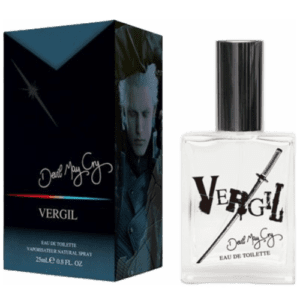 Devil May Cry
VERGIL
EAU DE TOILETTE
VAPORISATEUR NATURAL SPRAY
25mL ℮ 0.8 FL. OZ
VERGIL
Devil May Cry
EAU DE TOILETTE